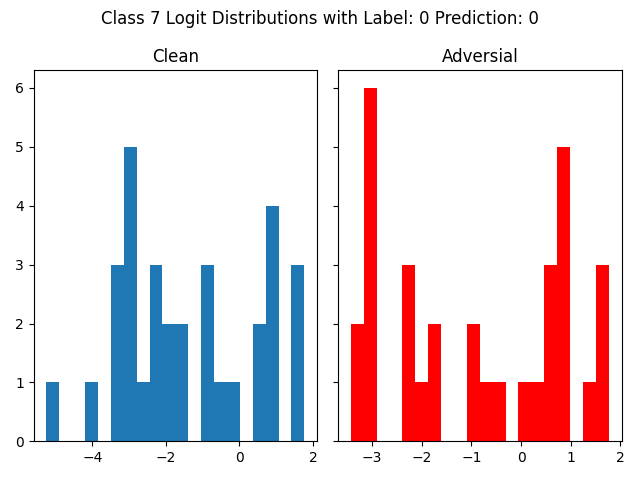 Class 7 Logit Distributions with Label: 0 Prediction: 0
Clean
Adversial
6
5
4
3
2
1
0
−4 −2 0 2
−3 −2 −1 0 1 2